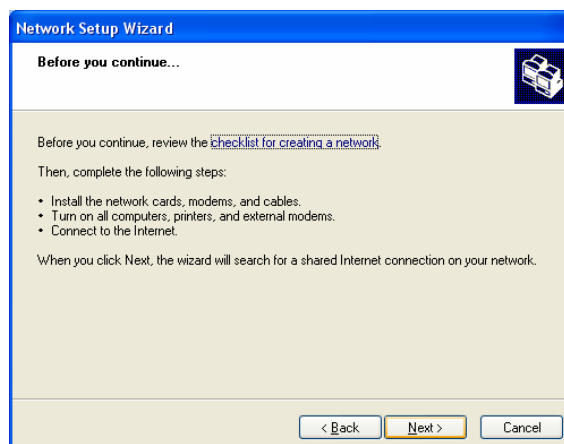 Network Setup Wizard
Before you continue...
Before you continue, review the checklist for creating a network.
Then, complete the following steps:
• Install the network cards, modems, and cables.
• Turn on all computers, printers, and external modems.
• Connect to the Internet.
When you click Next, the wizard will search for a shared Internet connection on your network.
< Back Next > Cancel